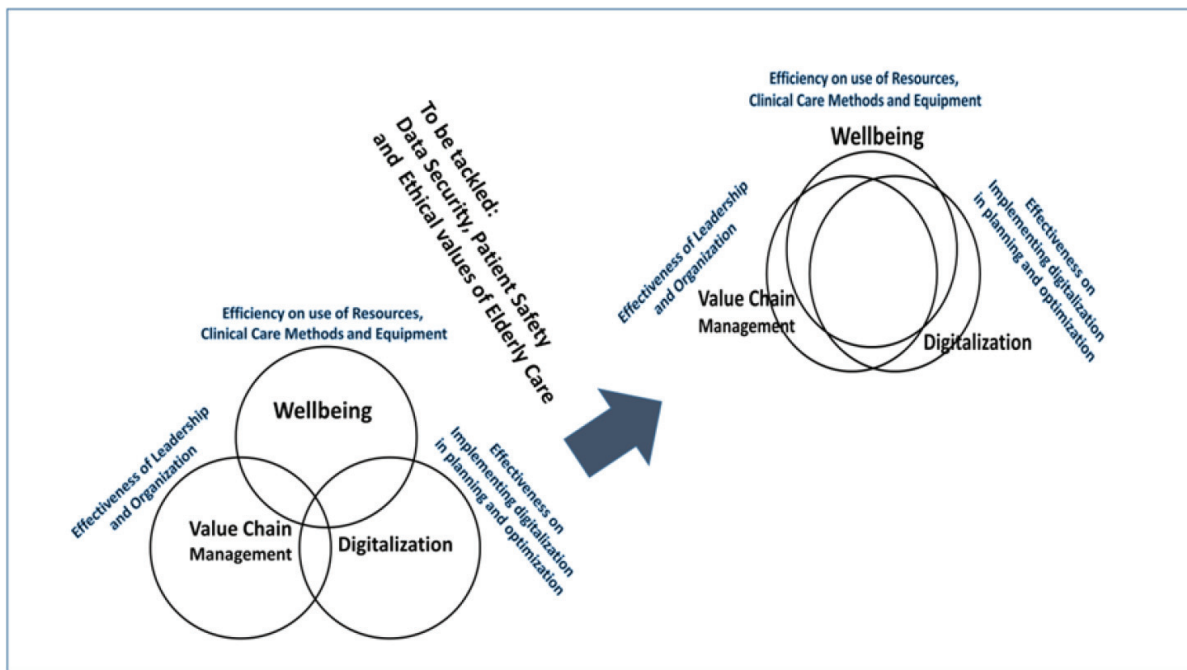 To be tackled:
Data Security, Patient Safety
and Ethical values of Elderly Care
Efficiency on use of Resources,
Clinical Care Methods and Equipment
Wellbeing
Effectiveness of Leadership
and Organization
Value Chain
Management
Digitalization
Effectiveness on
Implementing digitalization
in planning and optimization
Efficiency on use of Resources,
Clinical Care Methods and Equipment
Wellbeing
Effectiveness of Leadership
and Organization
Value Chain
Management
Digitalization
Effectiveness on
Implementing digitalization
in planning and optimization